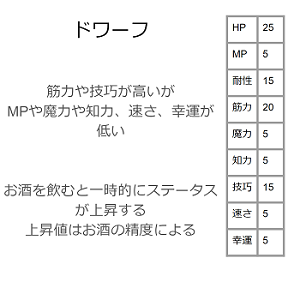 ドワーフ
筋力や技巧が高いが
MPや魔力や知力、速さ、幸運が
低い
お酒を飲むと一時的にステータス
が上昇する
上昇値はお酒の精度による
HP 25
MP 5
耐性 15
筋力 20
魔力 5
知力 5
技巧 15
速さ 5
幸運 5